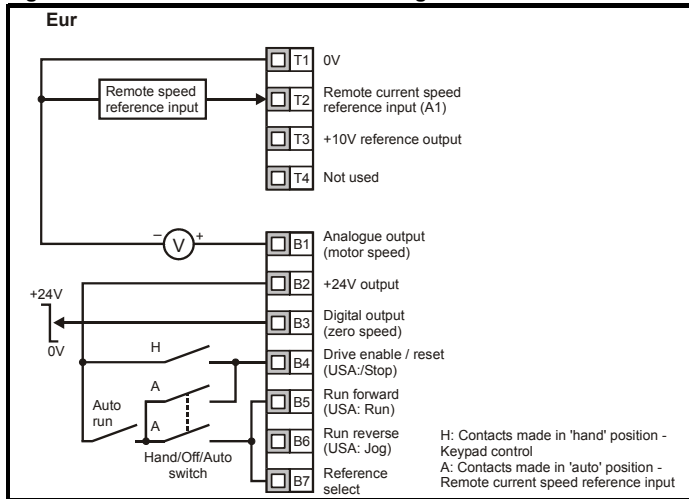 Eur
T1 0V
Remote speed
reference input
T2 Remote current speed
reference input (A1)
T3 +10V reference output
T4 Not used
– V +
B1 Analogue output
(motor speed)
B2 +24V output
+24V
0V
B3 Digital output
(zero speed)
H
B4 Drive enable / reset
(USA:/Stop)
A
Auto
run
B5 Run forward
(USA: Run)
A
B6 Run reverse
(USA: Jog)
Hand/Off/Auto
switch
B7 Reference
select
H: Contacts made in 'hand' position -
Keypad control
A: Contacts made in 'auto' position -
Remote current speed reference input